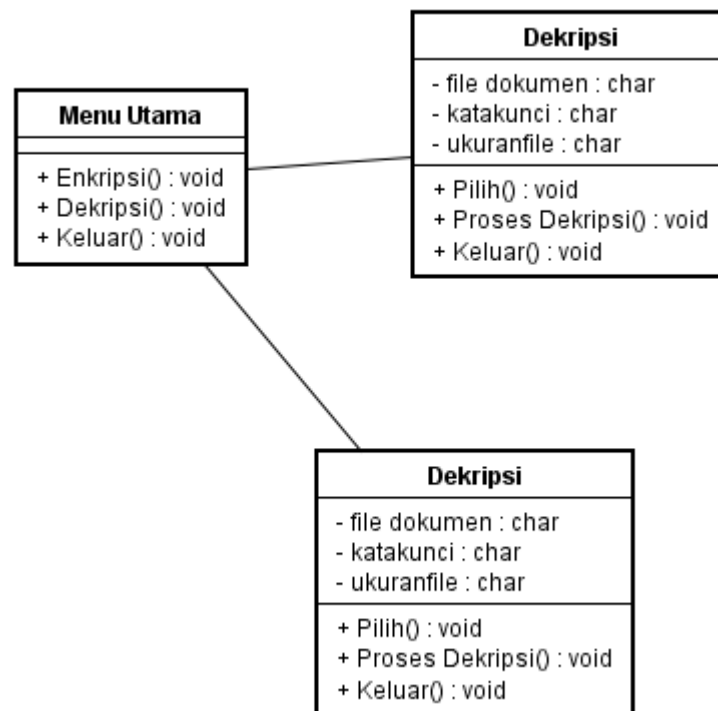 Menu Utama
+ Enkripsi() : void
+ Dekripsi() : void
+ Keluar() : void
Dekripsi
- file dokumen : char
- katakunci : char
- ukuranfile : char
+ Pilih() : void
+ Proses Dekripsi() : void
+ Keluar() : void
Dekripsi
- file dokumen : char
- katakunci : char
- ukuranfile : char
+ Pilih() : void
+ Proses Dekripsi() : void
+ Keluar() : void